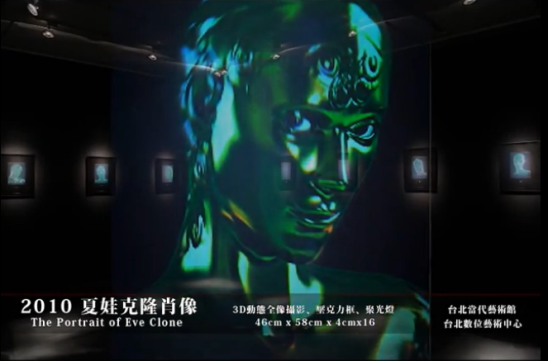 2010 夏娃克隆肖像
The Portrait of Eve Clone
3D動態全像攝影、壓克力框、聚光燈
46cm x 58cm x 4cmx16
台北當代藝術館
台北數位藝術中心